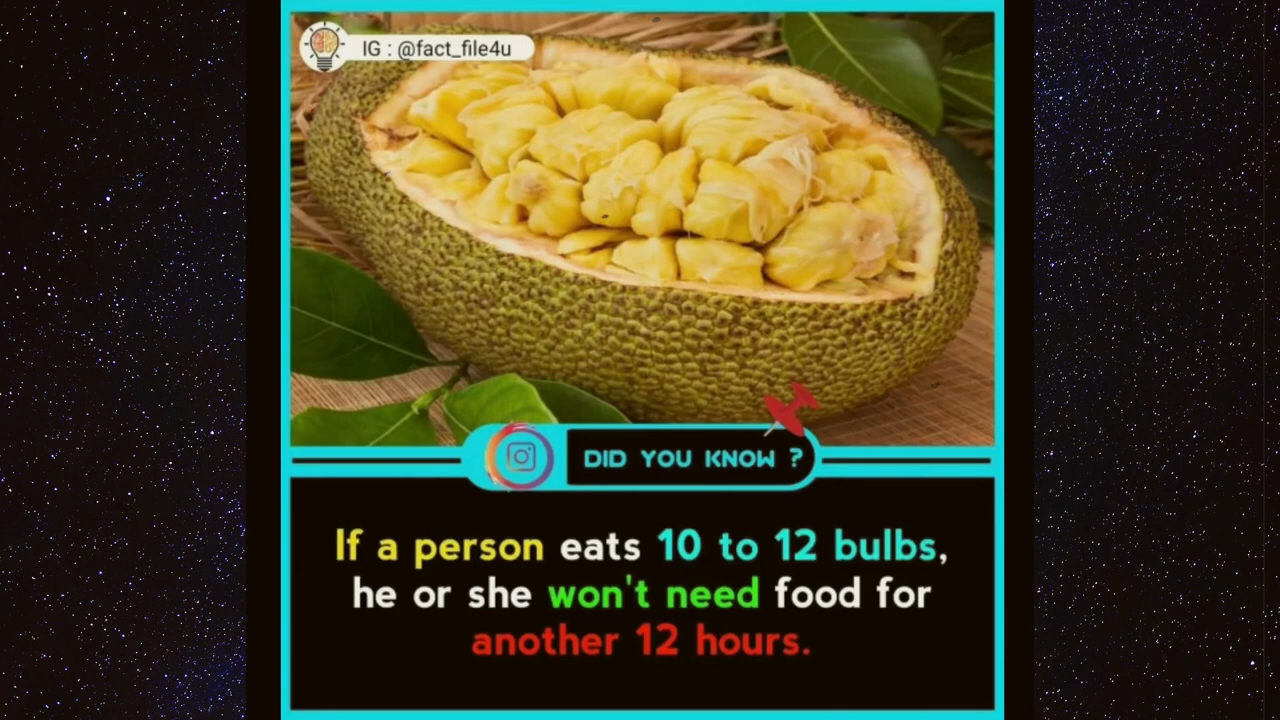 IG : @fact_file4u
DID YOU KNOW ?
If a person eats 10 to 12 bulbs,
he or she won't need food for
another 12 hours.